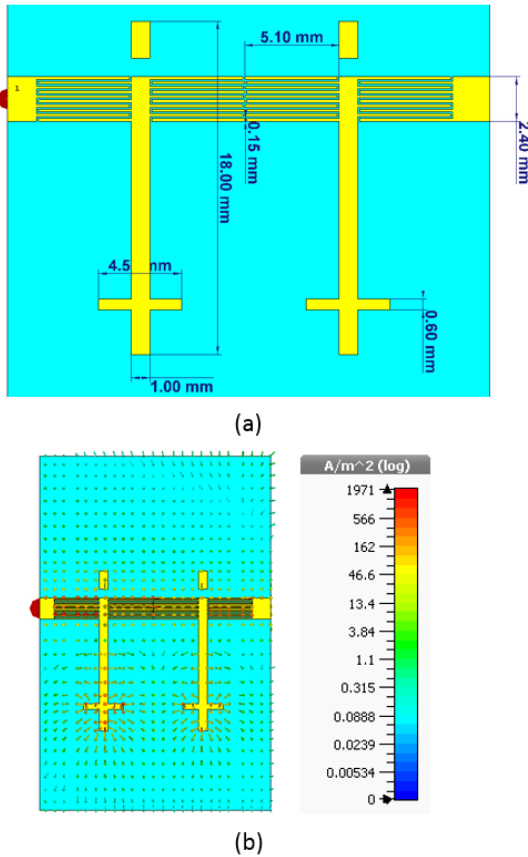 5.10 mm
1
2.40 mm
0.15 mm
18.00 mm
4.5 mm
0.60 mm
1.00 mm
(a)
A/m^2 (log)
1971
566
162
46.6
13.4
3.84
1.1
0.315
0.0888
0.0239
0.00534
0
(b)